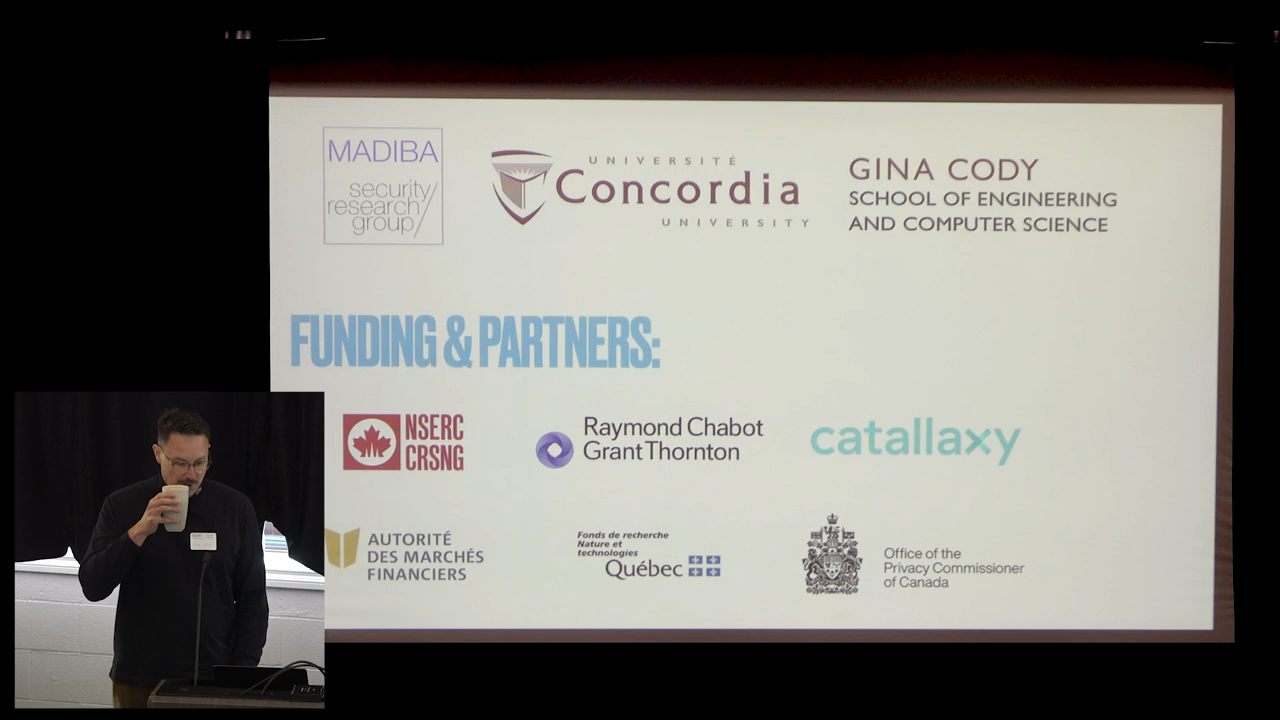 MADIBA
security/
research/
group/
UNIVERSITÉ
Concordia
UNIVERSITY
GINA CODY
SCHOOL OF ENGINEERING
AND COMPUTER SCIENCE
FUNDING & PARTNERS:
NSERC
CRSNG
Raymond Chabot
Grant Thornton
catallaxy
AUTORITÉ
DES MARCHÉS
FINANCIERS
Fonds de recherche
Nature et
technologies
Québec
Office of the
Privacy Commissioner
of Canada